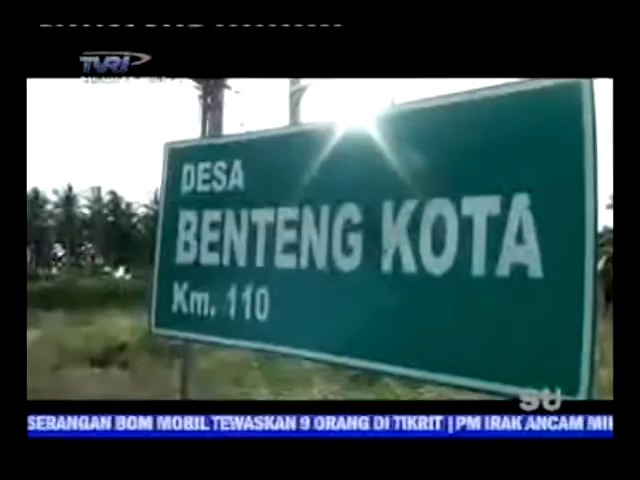 TVRI
DESA
BENTENG KOTA
Km. 110
SU
SERANGAN BOM MOBIL TEWASKAN 9 ORANG DI TIKRIT | PM IRAK ANCAM